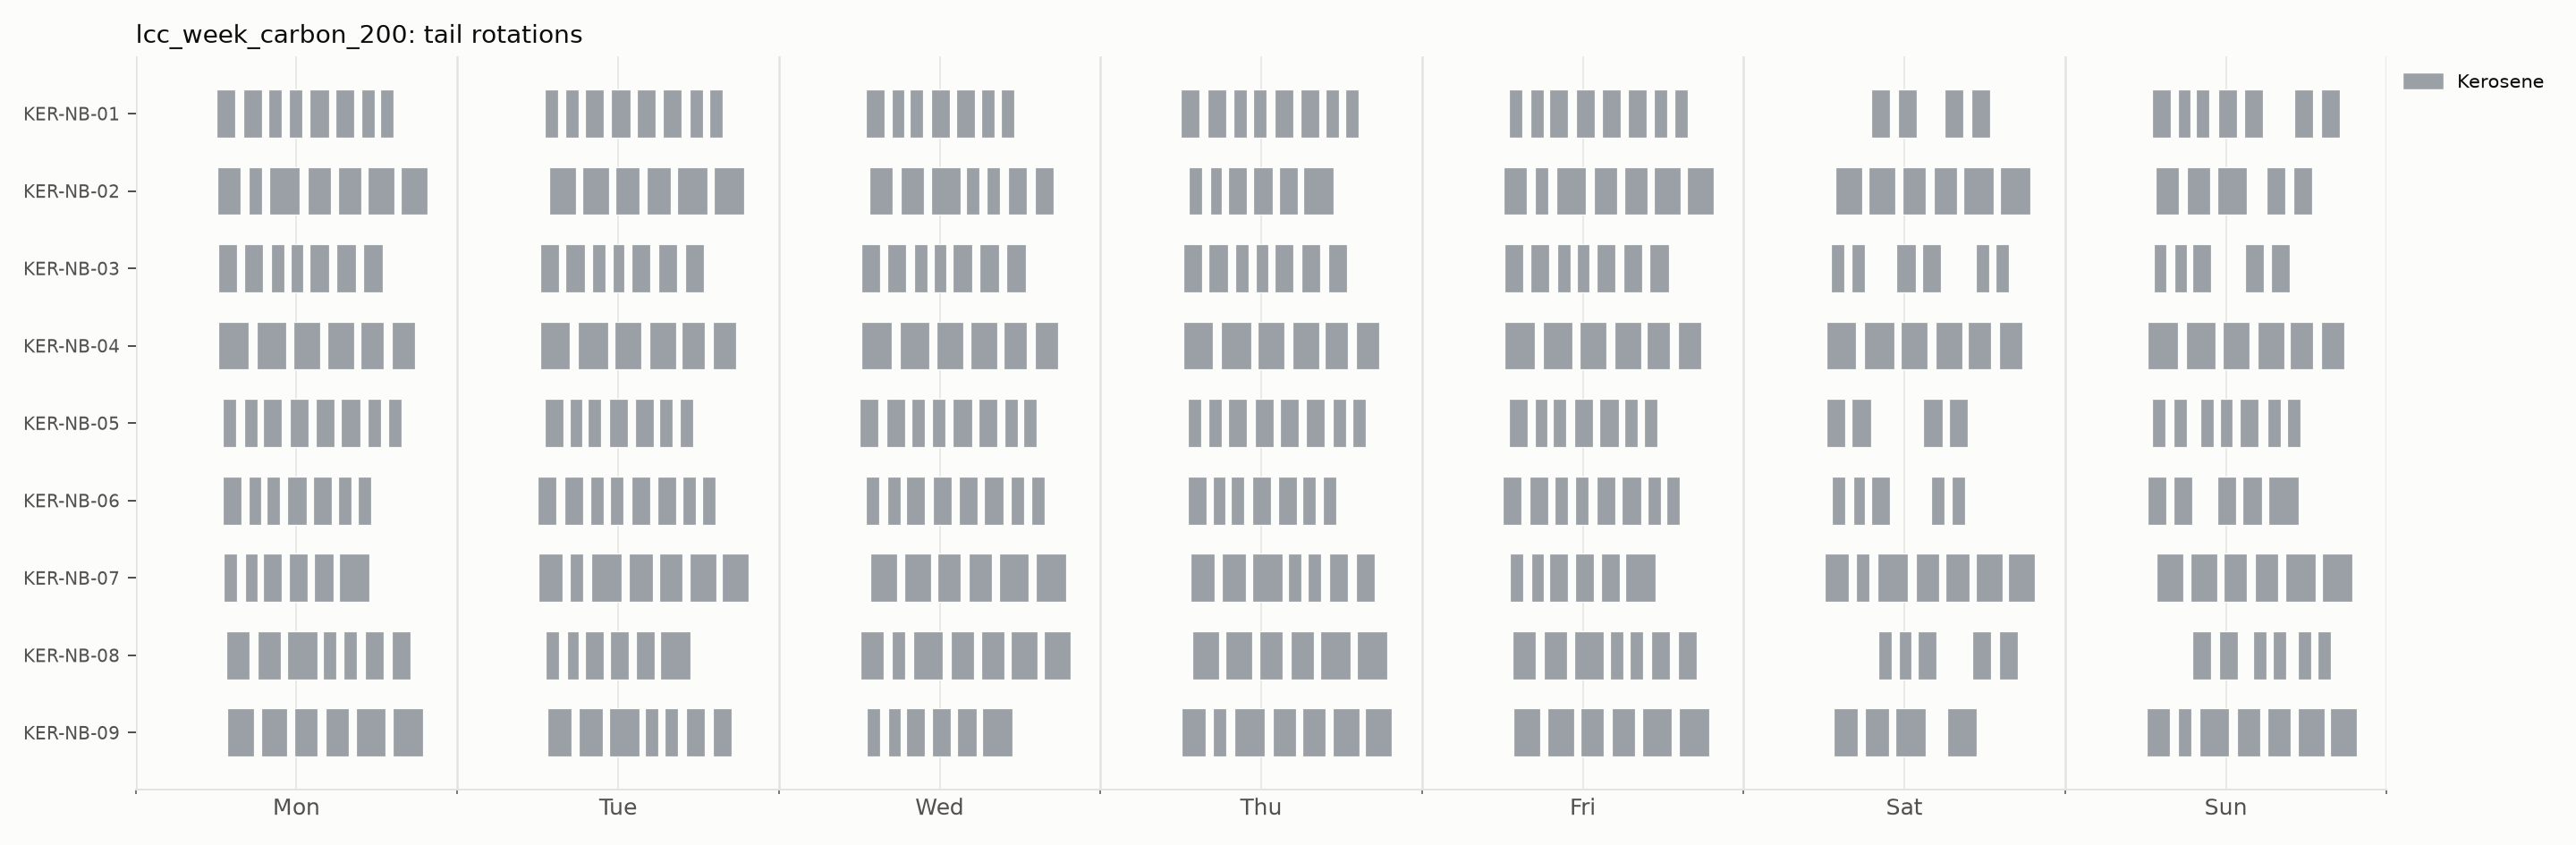 lcc_week_carbon_200: tail rotations
Kerosene
KER-NB-01
KER-NB-02
KER-NB-03
KER-NB-04
KER-NB-05
KER-NB-06
KER-NB-07
KER-NB-08
KER-NB-09
Mon Tue Wed Thu Fri Sat Sun